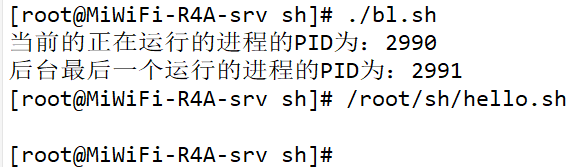 [root@MiWiFi-R4A-srv sh]# ./bl.sh
当前的正在运行的进程的PID为：2990
后台最后一个运行的进程的PID为：2991
[root@MiWiFi-R4A-srv sh]# /root/sh/hello.sh
[root@MiWiFi-R4A-srv sh]#